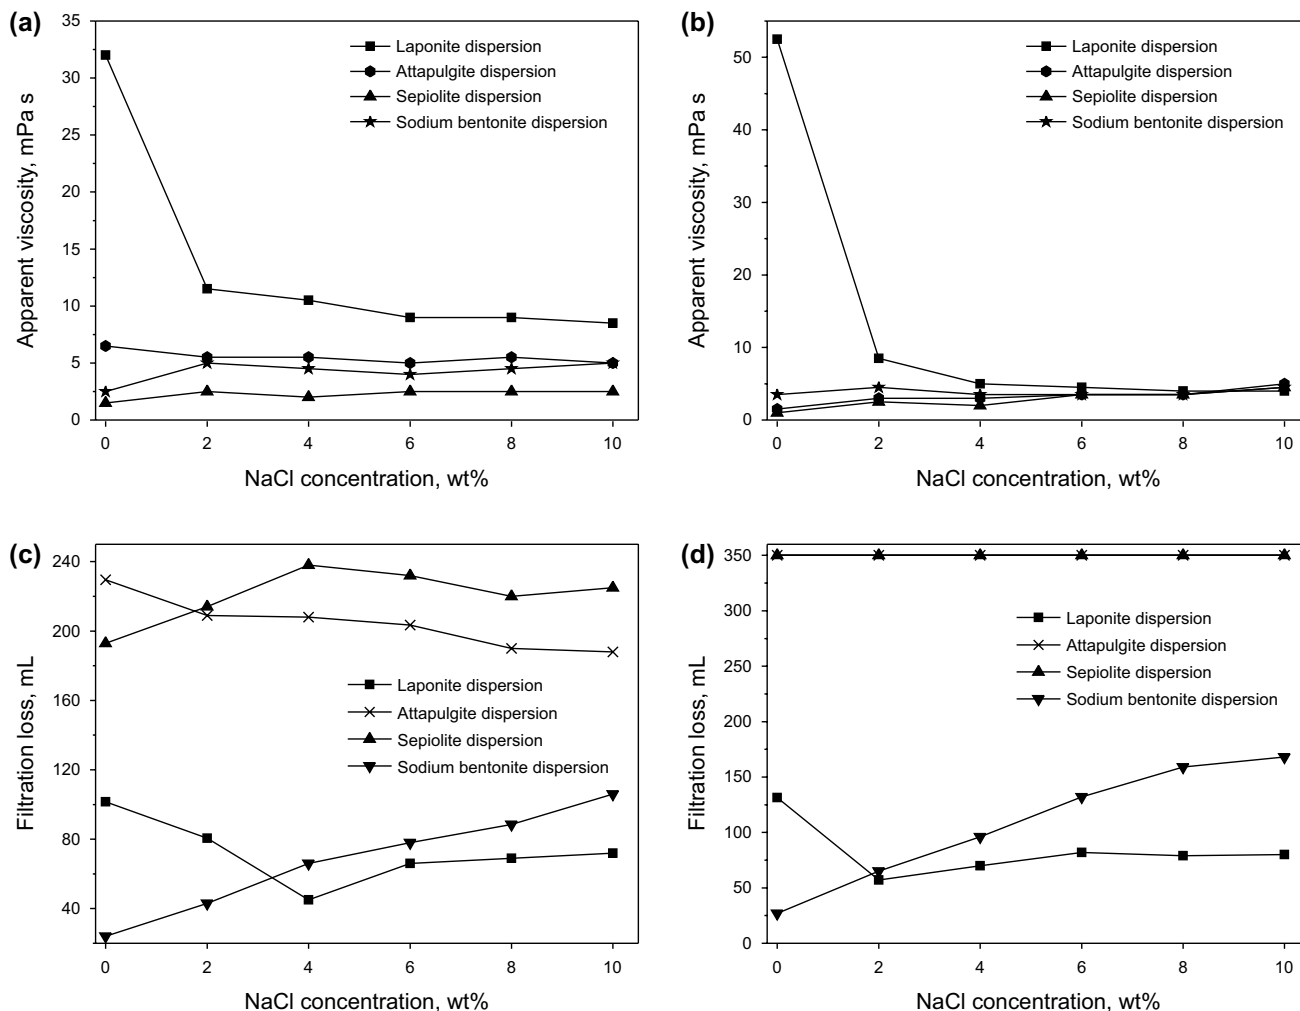 (a)
35
30
25
20
15
10
5
0
Apparent viscosity, mPa s
Laponite dispersion
Attapulgite dispersion
Sepiolite dispersion
Sodium bentonite dispersion
0 2 4 6 8 10
NaCl concentration, wt%
(b)
50
40
30
20
10
0
Apparent viscosity, mPa s
Laponite dispersion
Attapulgite dispersion
Sepiolite dispersion
Sodium bentonite dispersion
0 2 4 6 8 10
NaCl concentration, wt%
(c)
240
200
160
120
80
40
Filtration loss, mL
Laponite dispersion
Attapulgite dispersion
Sepiolite dispersion
Sodium bentonite dispersion
0 2 4 6 8 10
NaCl concentration, wt%
(d)
350
300
250
200
150
100
50
0
Filtration loss, mL
Laponite dispersion
Attapulgite dispersion
Sepiolite dispersion
Sodium bentonite dispersion
0 2 4 6 8 10
NaCl concentration, wt%